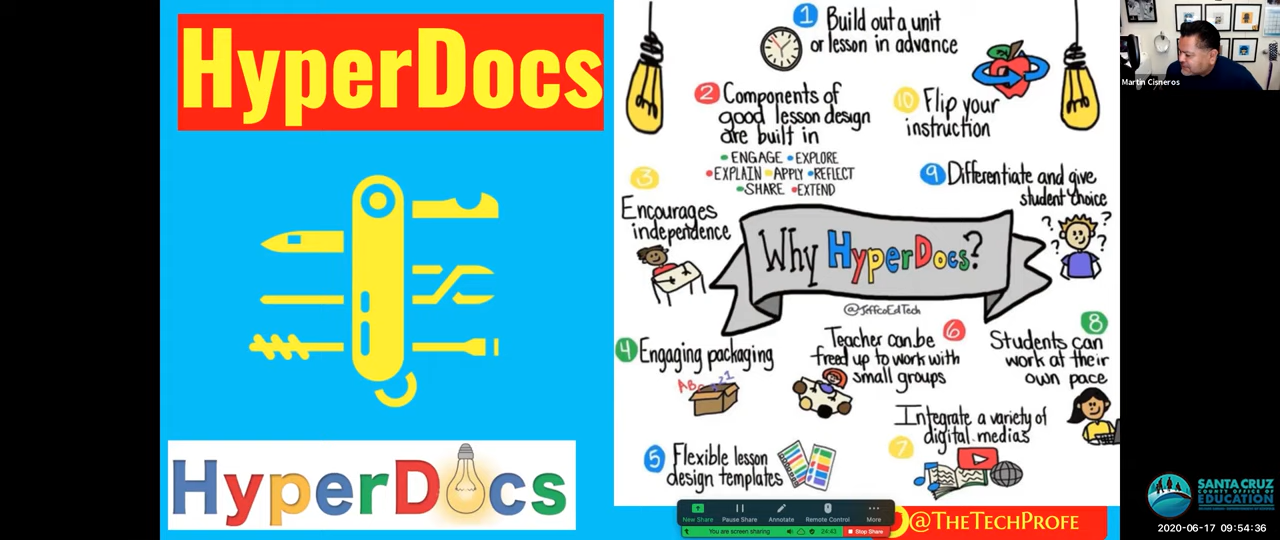 HyperDocs
HyperDocs
1 Build out a unit
or lesson in advance
2 Components of
good lesson design
are built in
• ENGAGE • EXPLORE
• EXPLAIN • APPLY • REFLECT
• SHARE • EXTEND
3
Encourages
independence
Why HyperDocs?
@JeffcoEdTech
4 Engaging packaging
ABC
5 Flexible lesson
design templates
6
Teacher can be
freed up to work with
small groups
7
Integrate a variety of
digital medias
8
Students can
work at their
own pace
9 Differentiate and give
student choice
? ? ? ?
10 Flip your
instruction
@THETECHPROFE
New Share
Pause Share
Annotate
Remote Control
More
You are screen sharing
24:43
Stop Share
Martin Cisneros
SANTA CRUZ
COUNTY OFFICE OF
EDUCATION
2020-06-17 09:54:36